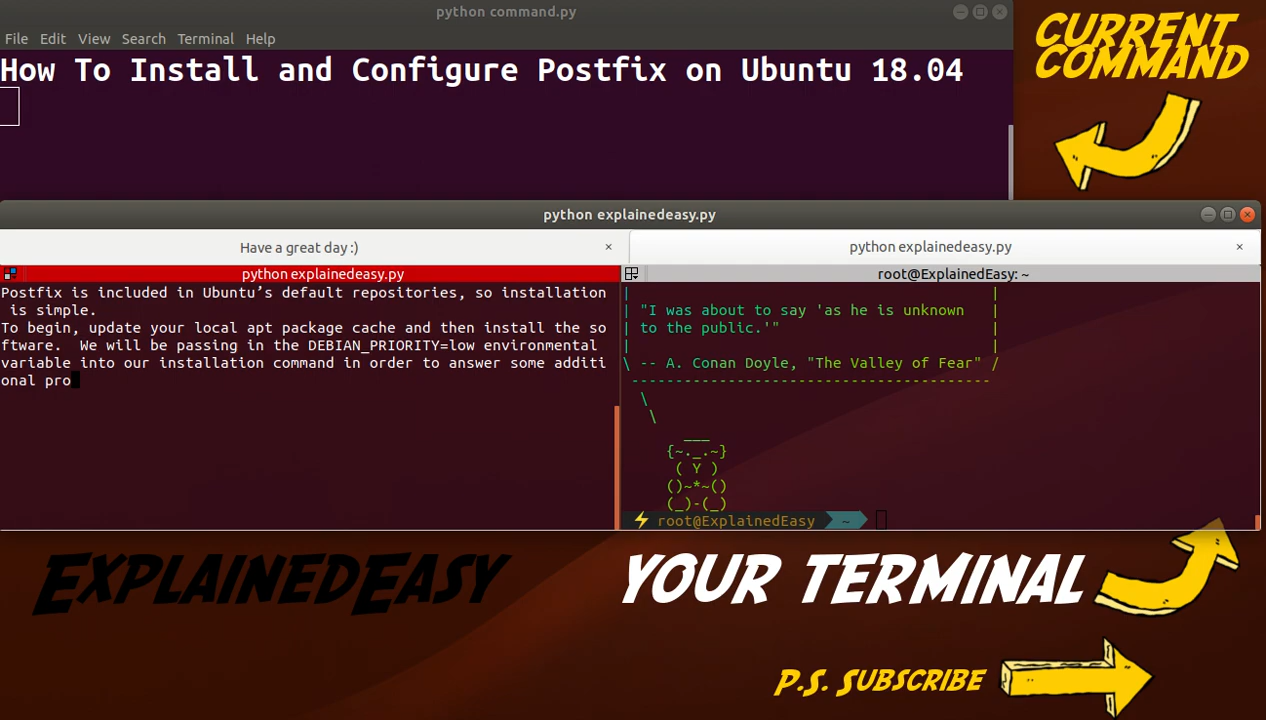 python command.py
File Edit View Search Terminal Help
How To Install and Configure Postfix on Ubuntu 18.04
CURRENT
COMMAND
python explainedeasy.py
Have a great day :) ×
python explainedeasy.py ×
python explainedeasy.py
Postfix is included in Ubuntu’s default repositories, so installation
is simple.
To begin, update your local apt package cache and then install the so
ftware.  We will be passing in the DEBIAN_PRIORITY=low environmental
variable into our installation command in order to answer some additi
onal pro
root@ExplainedEasy: ~
|                                          |
| "I was about to say 'as he is unknown   |
| to the public.'"                         |
|                                          |
\ -- A. Conan Doyle, "The Valley of Fear" /
-----------------------------------------
\
\
___
{~._.~}
( Y )
()~*~()
(_)-(_)
⚡ root@ExplainedEasy ~
EXPLAINEDEASY
YOUR TERMINAL
P.S. SUBSCRIBE